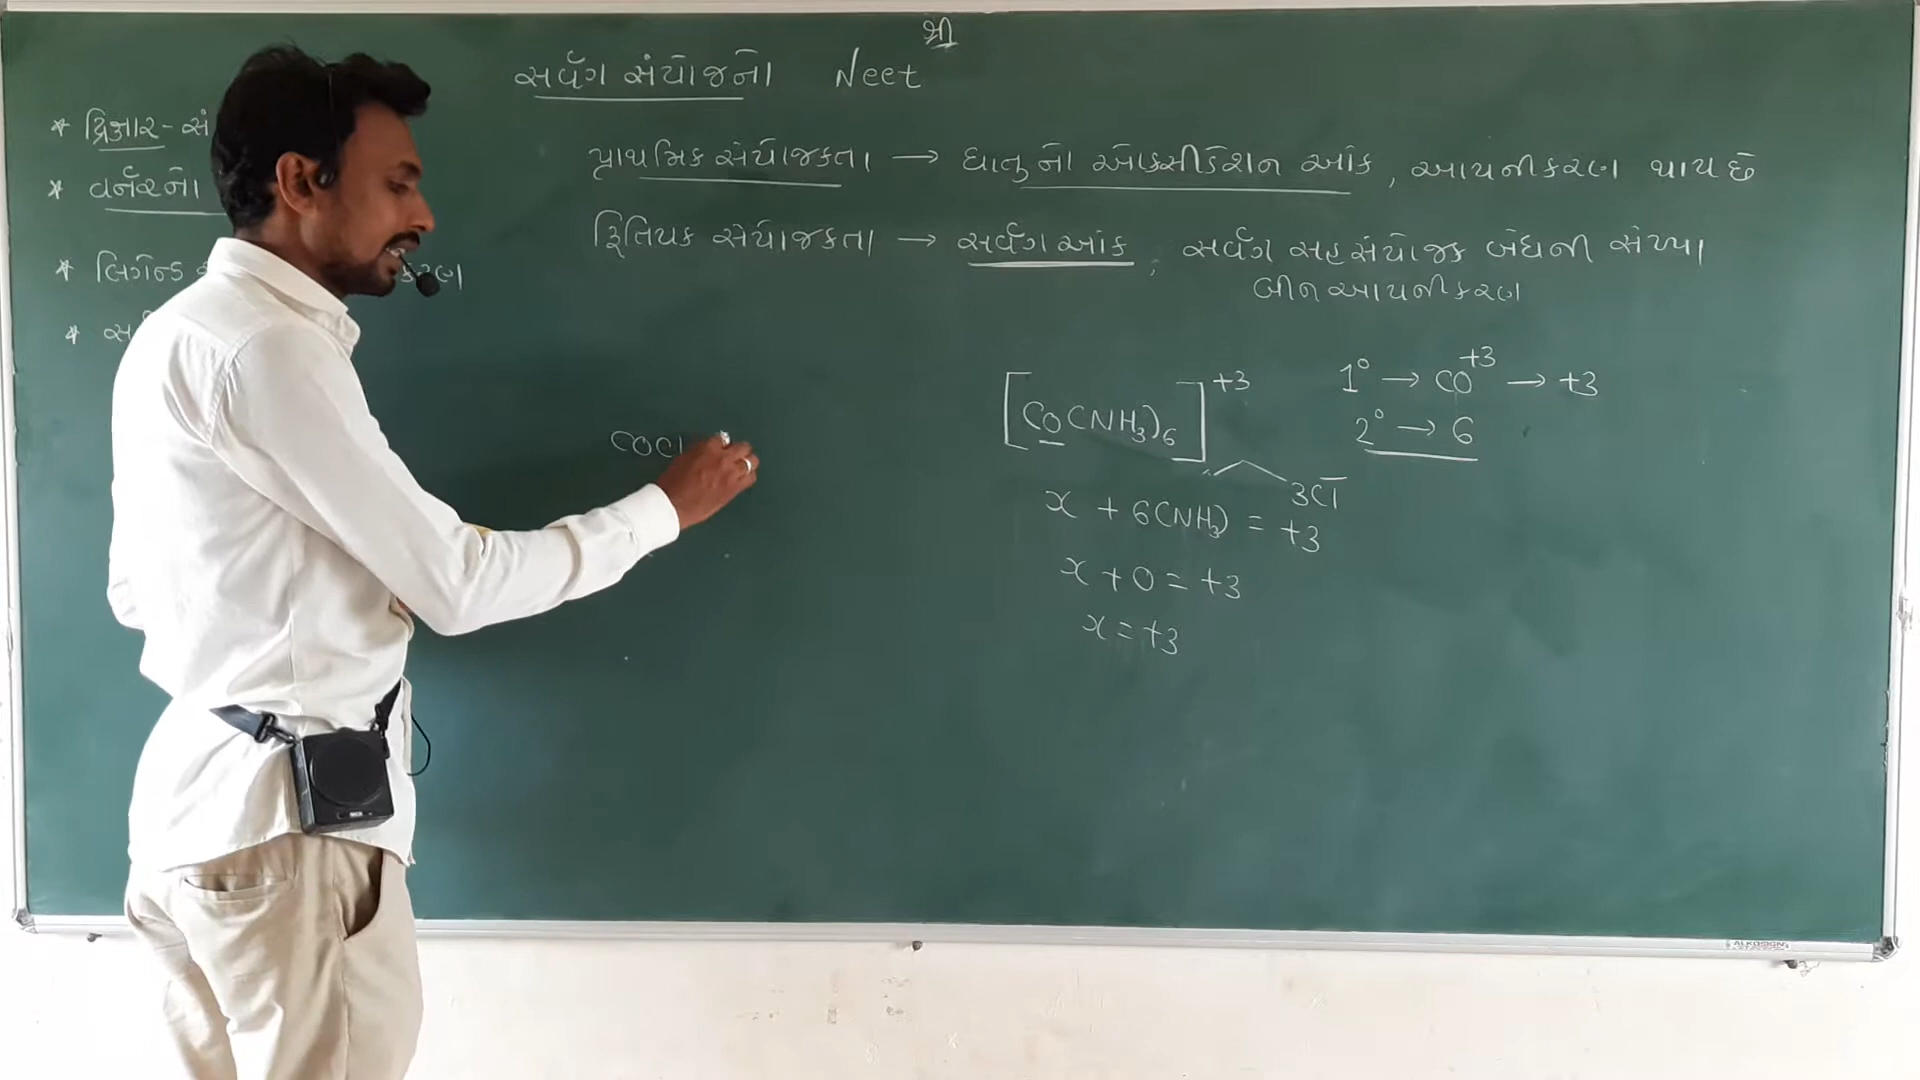 શ્રી
સવર્ગ સંયોજનો Neet
* દ્વિક્ષાર-સં
* વર્નરનો
* લિગેન્ડ
* સ
પ્રાથમિક સંયોજકતા → ધાતુનો ઓક્સીડેશન આંક, આયનીકરણ થાય છે
દ્વિતિયક સંયોજકતા → સવર્ગ આંક, સવર્ગ સહસંયોજક બંધની સંખ્યા
બીનઆયનીકરણ
[Co(NH3)6]+3
3Cl-
1° → CO+3 → +3
2° → 6
x + 6(NH3) = +3
x + 0 = +3
x = +3
COCl
ALKOSIGN